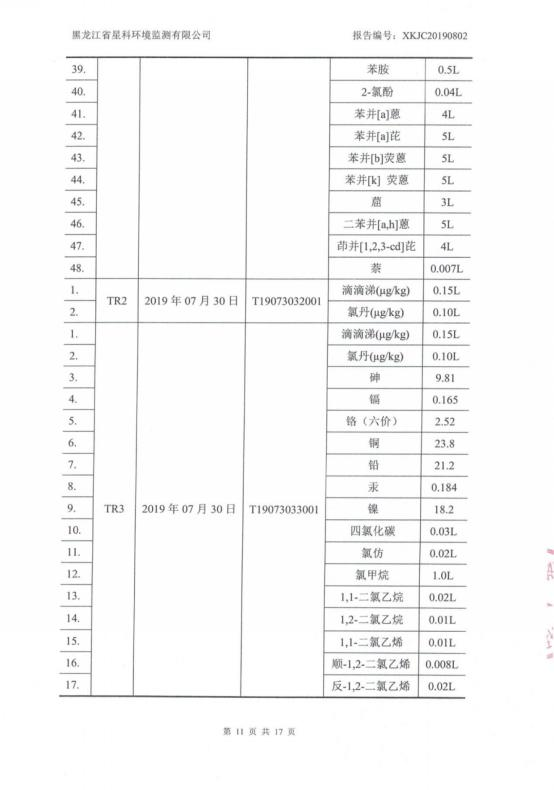 黑龙江省星科环境监测有限公司 报告编号: XKJC20190802
39. 苯胺 0.5L
40. 2-氯酚 0.04L
41. 苯并[a]蒽 4L
42. 苯并[a]芘 5L
43. 苯并[b]荧蒽 5L
44. 苯并[k] 荧蒽 5L
45. 䓛 3L
46. 二苯并[a,h]蒽 5L
47. 茚并[1,2,3-cd]芘 4L
48. 萘 0.007L
1. TR2 2019 年 07 月 30 日 T19073032001 滴滴涕(μg/kg) 0.15L
2. 氯丹(μg/kg) 0.10L
1. 滴滴涕(μg/kg) 0.15L
2. 氯丹(μg/kg) 0.10L
3. 砷 9.81
4. 镉 0.165
5. 铬（六价） 2.52
6. 铜 23.8
7. 铅 21.2
8. 汞 0.184
9. TR3 2019 年 07 月 30 日 T19073033001 镍 18.2
10. 四氯化碳 0.03L
11. 氯仿 0.02L
12. 氯甲烷 1.0L
13. 1,1-二氯乙烷 0.02L
14. 1,2-二氯乙烷 0.01L
15. 1,1-二氯乙烯 0.01L
16. 顺-1,2-二氯乙烯 0.008L
17. 反-1,2-二氯乙烯 0.02L
第 11 页 共 17 页